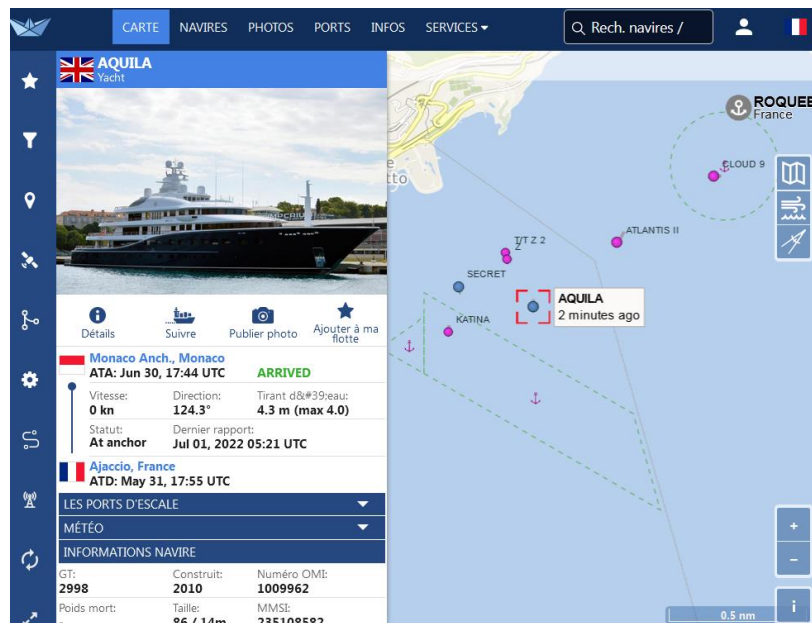 CARTE NAVIRES PHOTOS PORTS INFOS SERVICES Rech. navires /
AQUILA
Yacht
Détails Suivre Publier photo Ajouter à ma flotte
Monaco Anch., Monaco
ATA: Jun 30, 17:44 UTC ARRIVED
Vitesse: Direction: Tirant d&#39;eau:
0 kn 124.3° 4.3 m (max 4.0)
Statut: Dernier rapport:
At anchor Jul 01, 2022 05:21 UTC
Ajaccio, France
ATD: May 31, 17:55 UTC
LES PORTS D'ESCALE
MÉTÉO
INFORMATIONS NAVIRE
GT: Construit: Numéro OMI:
2998 2010 1009962
Poids mort: Taille: MMSI:
- 86 / 14m 235108582
ROQUEB
France
CLOUD 9
ATLANTIS II
T/T Z 2
Z
SECRET
AQUILA
2 minutes ago
KATINA
+
−
i
0.5 nm